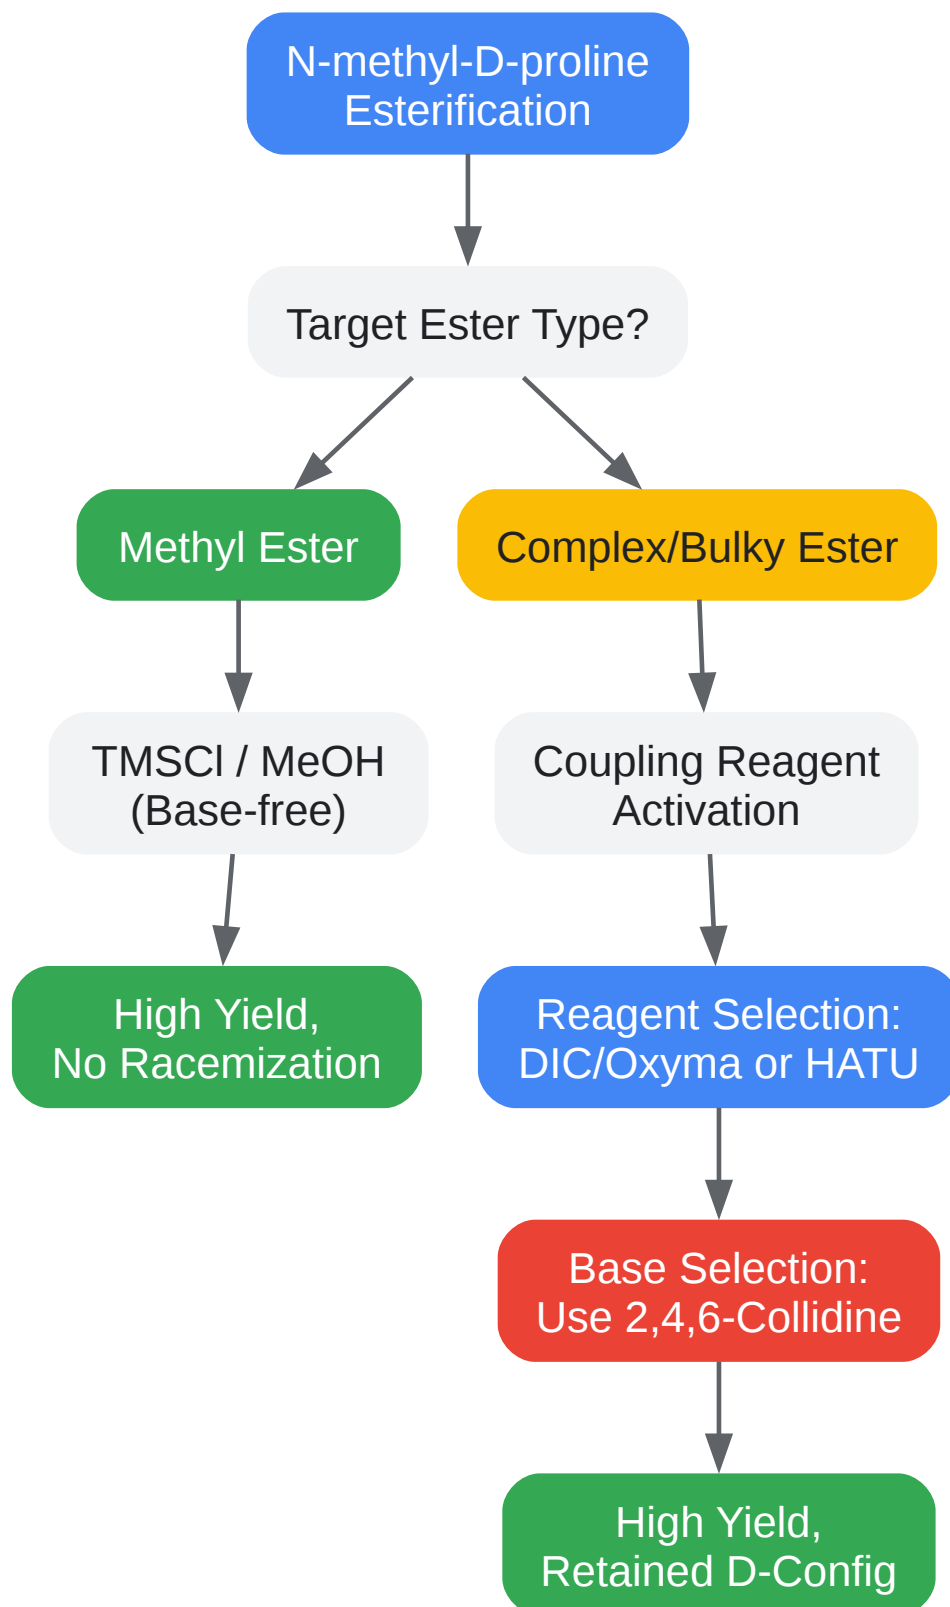 N-methyl-D-proline
Esterification
Target Ester Type?
Methyl Ester
Complex/Bulky Ester
TMSCl / MeOH
(Base-free)
Coupling Reagent
Activation
High Yield,
No Racemization
Reagent Selection:
DIC/Oxyma or HATU
Base Selection:
Use 2,4,6-Collidine
High Yield,
Retained D-Config